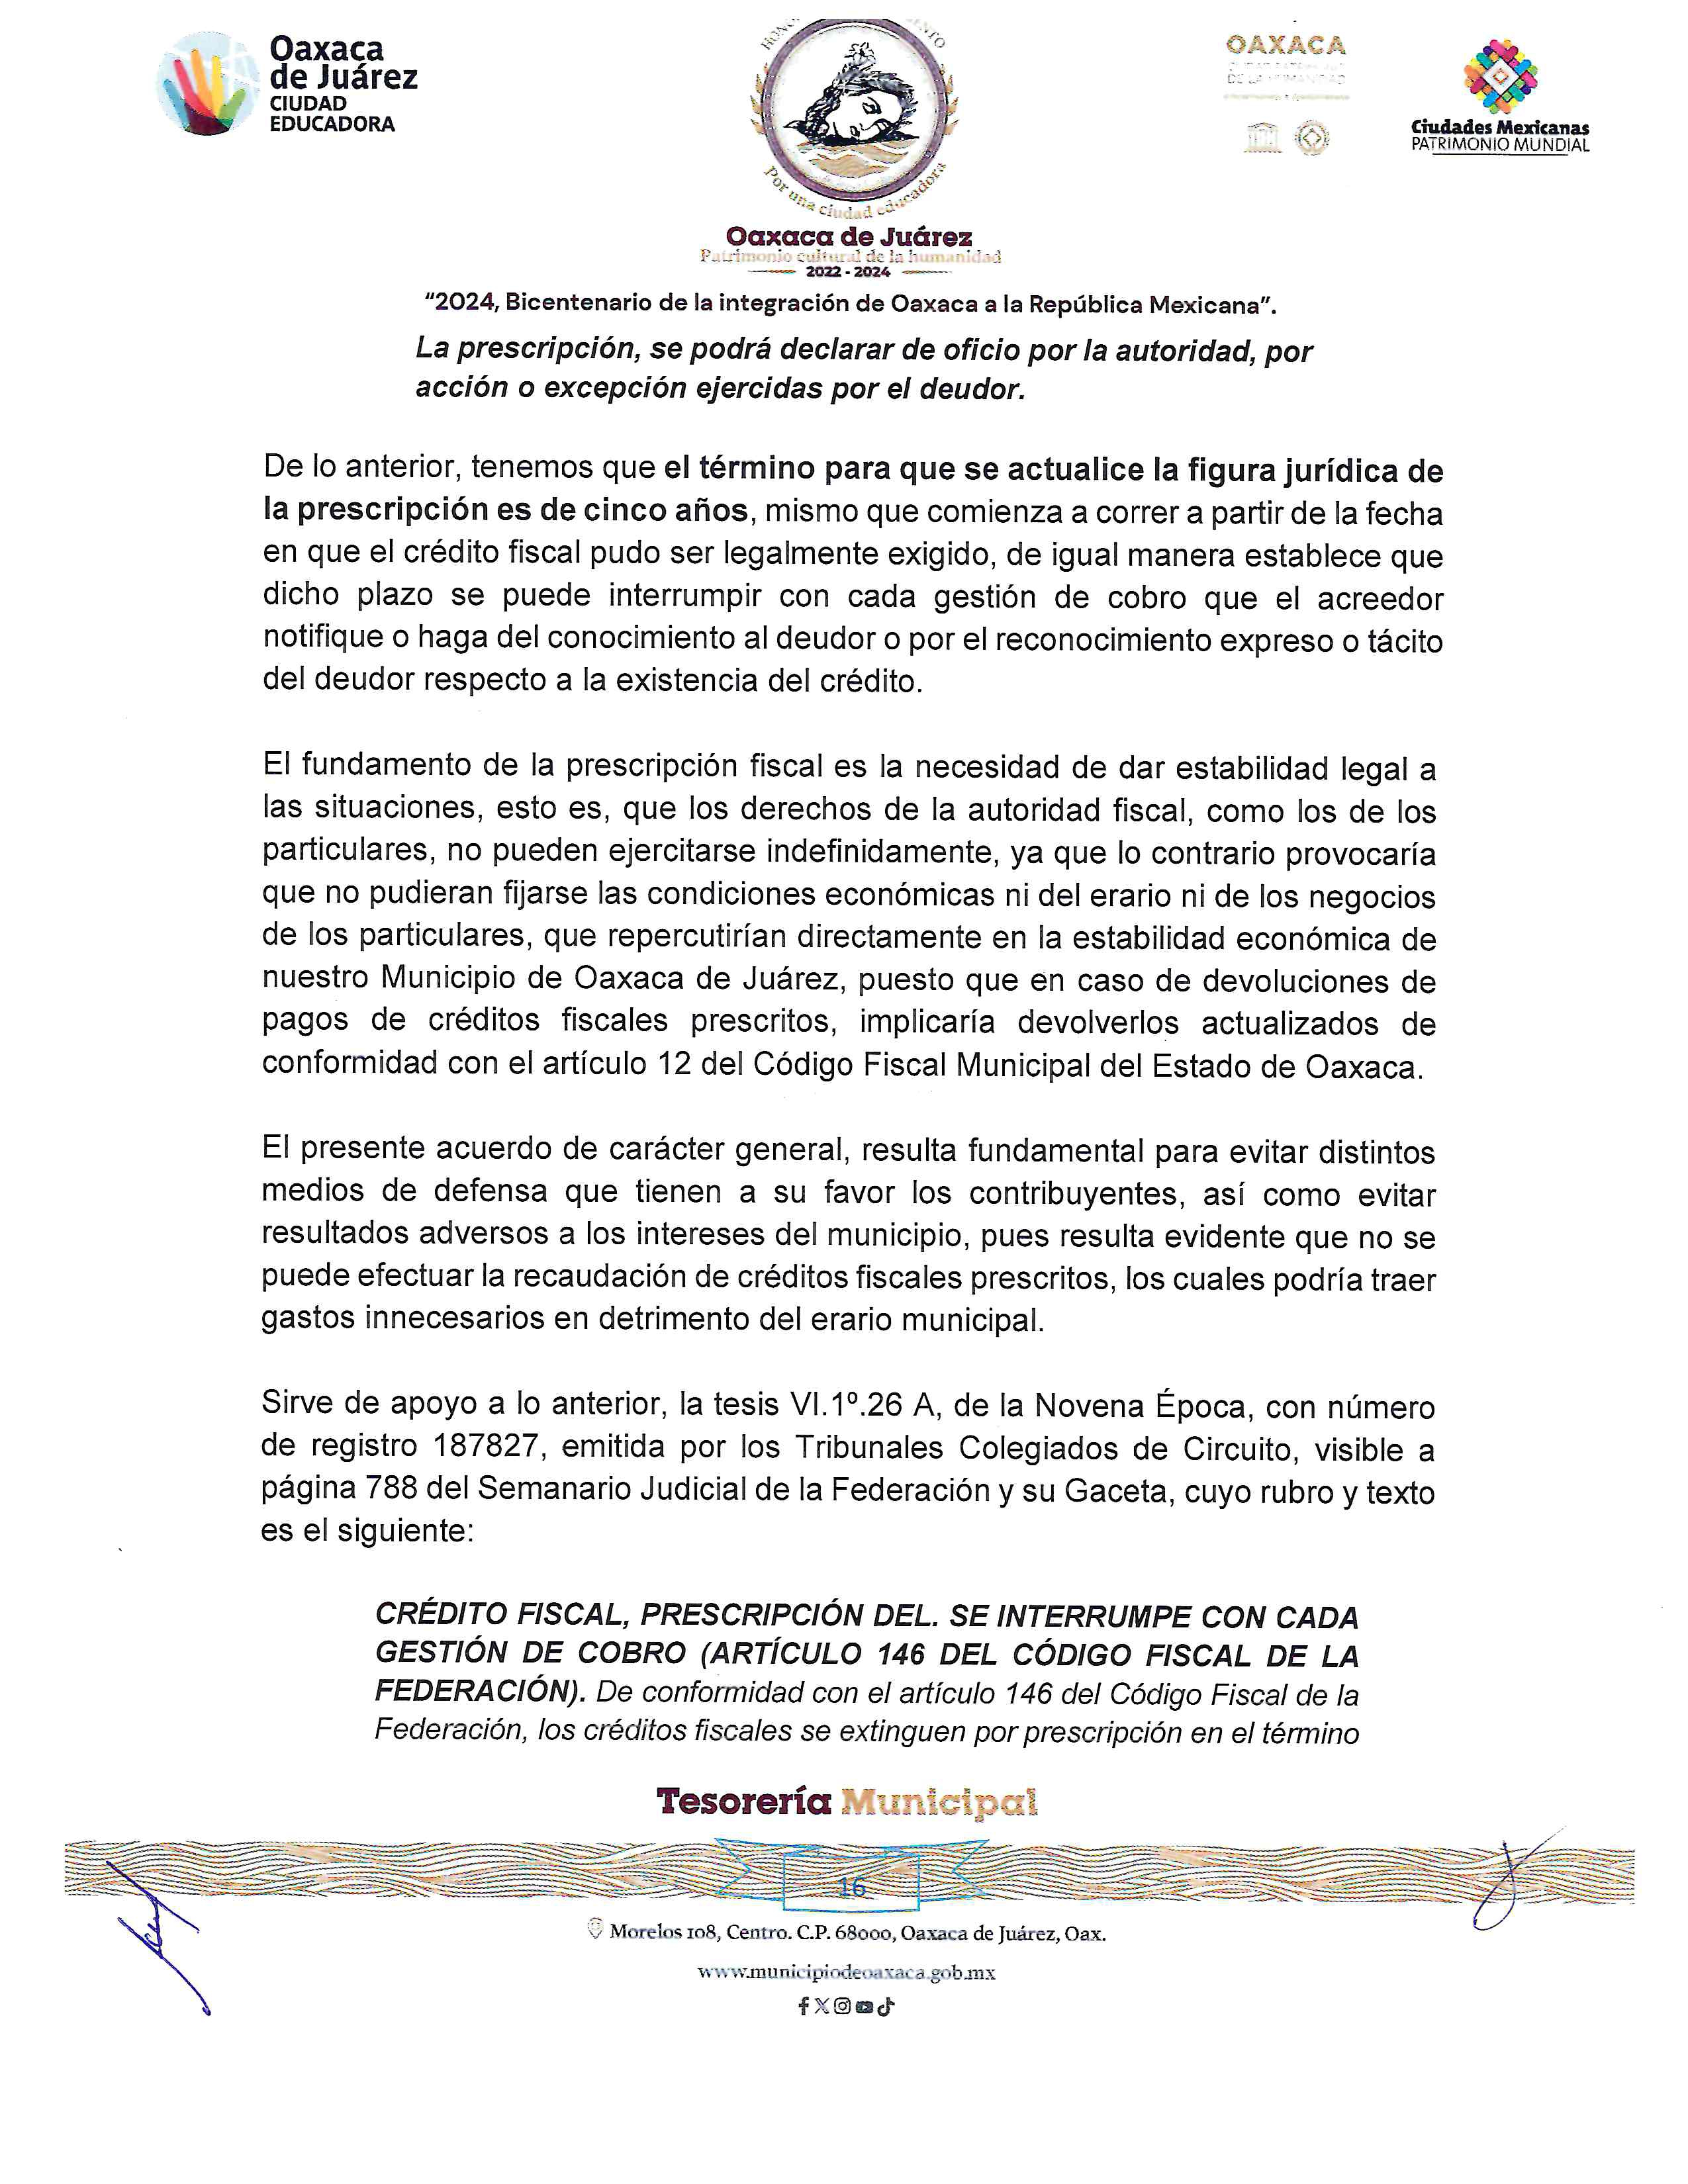 Oaxaca
de Juárez
CIUDAD
EDUCADORA
Por una ciudad educadora
Oaxaca de Juárez
Patrimonio cultural de la humanidad
2022 - 2024
OAXACA
DE LA HUMANIDAD
Ciudades Mexicanas
PATRIMONIO MUNDIAL
“2024, Bicentenario de la integración de Oaxaca a la República Mexicana”.
La prescripción, se podrá declarar de oficio por la autoridad, por
acción o excepción ejercidas por el deudor.
De lo anterior, tenemos que el término para que se actualice la figura jurídica de
la prescripción es de cinco años, mismo que comienza a correr a partir de la fecha
en que el crédito fiscal pudo ser legalmente exigido, de igual manera establece que
dicho plazo se puede interrumpir con cada gestión de cobro que el acreedor
notifique o haga del conocimiento al deudor o por el reconocimiento expreso o tácito
del deudor respecto a la existencia del crédito.
El fundamento de la prescripción fiscal es la necesidad de dar estabilidad legal a
las situaciones, esto es, que los derechos de la autoridad fiscal, como los de los
particulares, no pueden ejercitarse indefinidamente, ya que lo contrario provocaría
que no pudieran fijarse las condiciones económicas ni del erario ni de los negocios
de los particulares, que repercutirían directamente en la estabilidad económica de
nuestro Municipio de Oaxaca de Juárez, puesto que en caso de devoluciones de
pagos de créditos fiscales prescritos, implicaría devolverlos actualizados de
conformidad con el artículo 12 del Código Fiscal Municipal del Estado de Oaxaca.
El presente acuerdo de carácter general, resulta fundamental para evitar distintos
medios de defensa que tienen a su favor los contribuyentes, así como evitar
resultados adversos a los intereses del municipio, pues resulta evidente que no se
puede efectuar la recaudación de créditos fiscales prescritos, los cuales podría traer
gastos innecesarios en detrimento del erario municipal.
Sirve de apoyo a lo anterior, la tesis VI.1º.26 A, de la Novena Época, con número
de registro 187827, emitida por los Tribunales Colegiados de Circuito, visible a
página 788 del Semanario Judicial de la Federación y su Gaceta, cuyo rubro y texto
es el siguiente:
CRÉDITO FISCAL, PRESCRIPCIÓN DEL. SE INTERRUMPE CON CADA
GESTIÓN DE COBRO (ARTÍCULO 146 DEL CÓDIGO FISCAL DE LA
FEDERACIÓN). De conformidad con el artículo 146 del Código Fiscal de la
Federación, los créditos fiscales se extinguen por prescripción en el término
Tesorería Municipal
16
Morelos 108, Centro. C.P. 68000, Oaxaca de Juárez, Oax.
www.municipiodeoaxaca.gob.mx